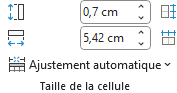 0,7 cm
5,42 cm
Ajustement automatique
Taille de la cellule